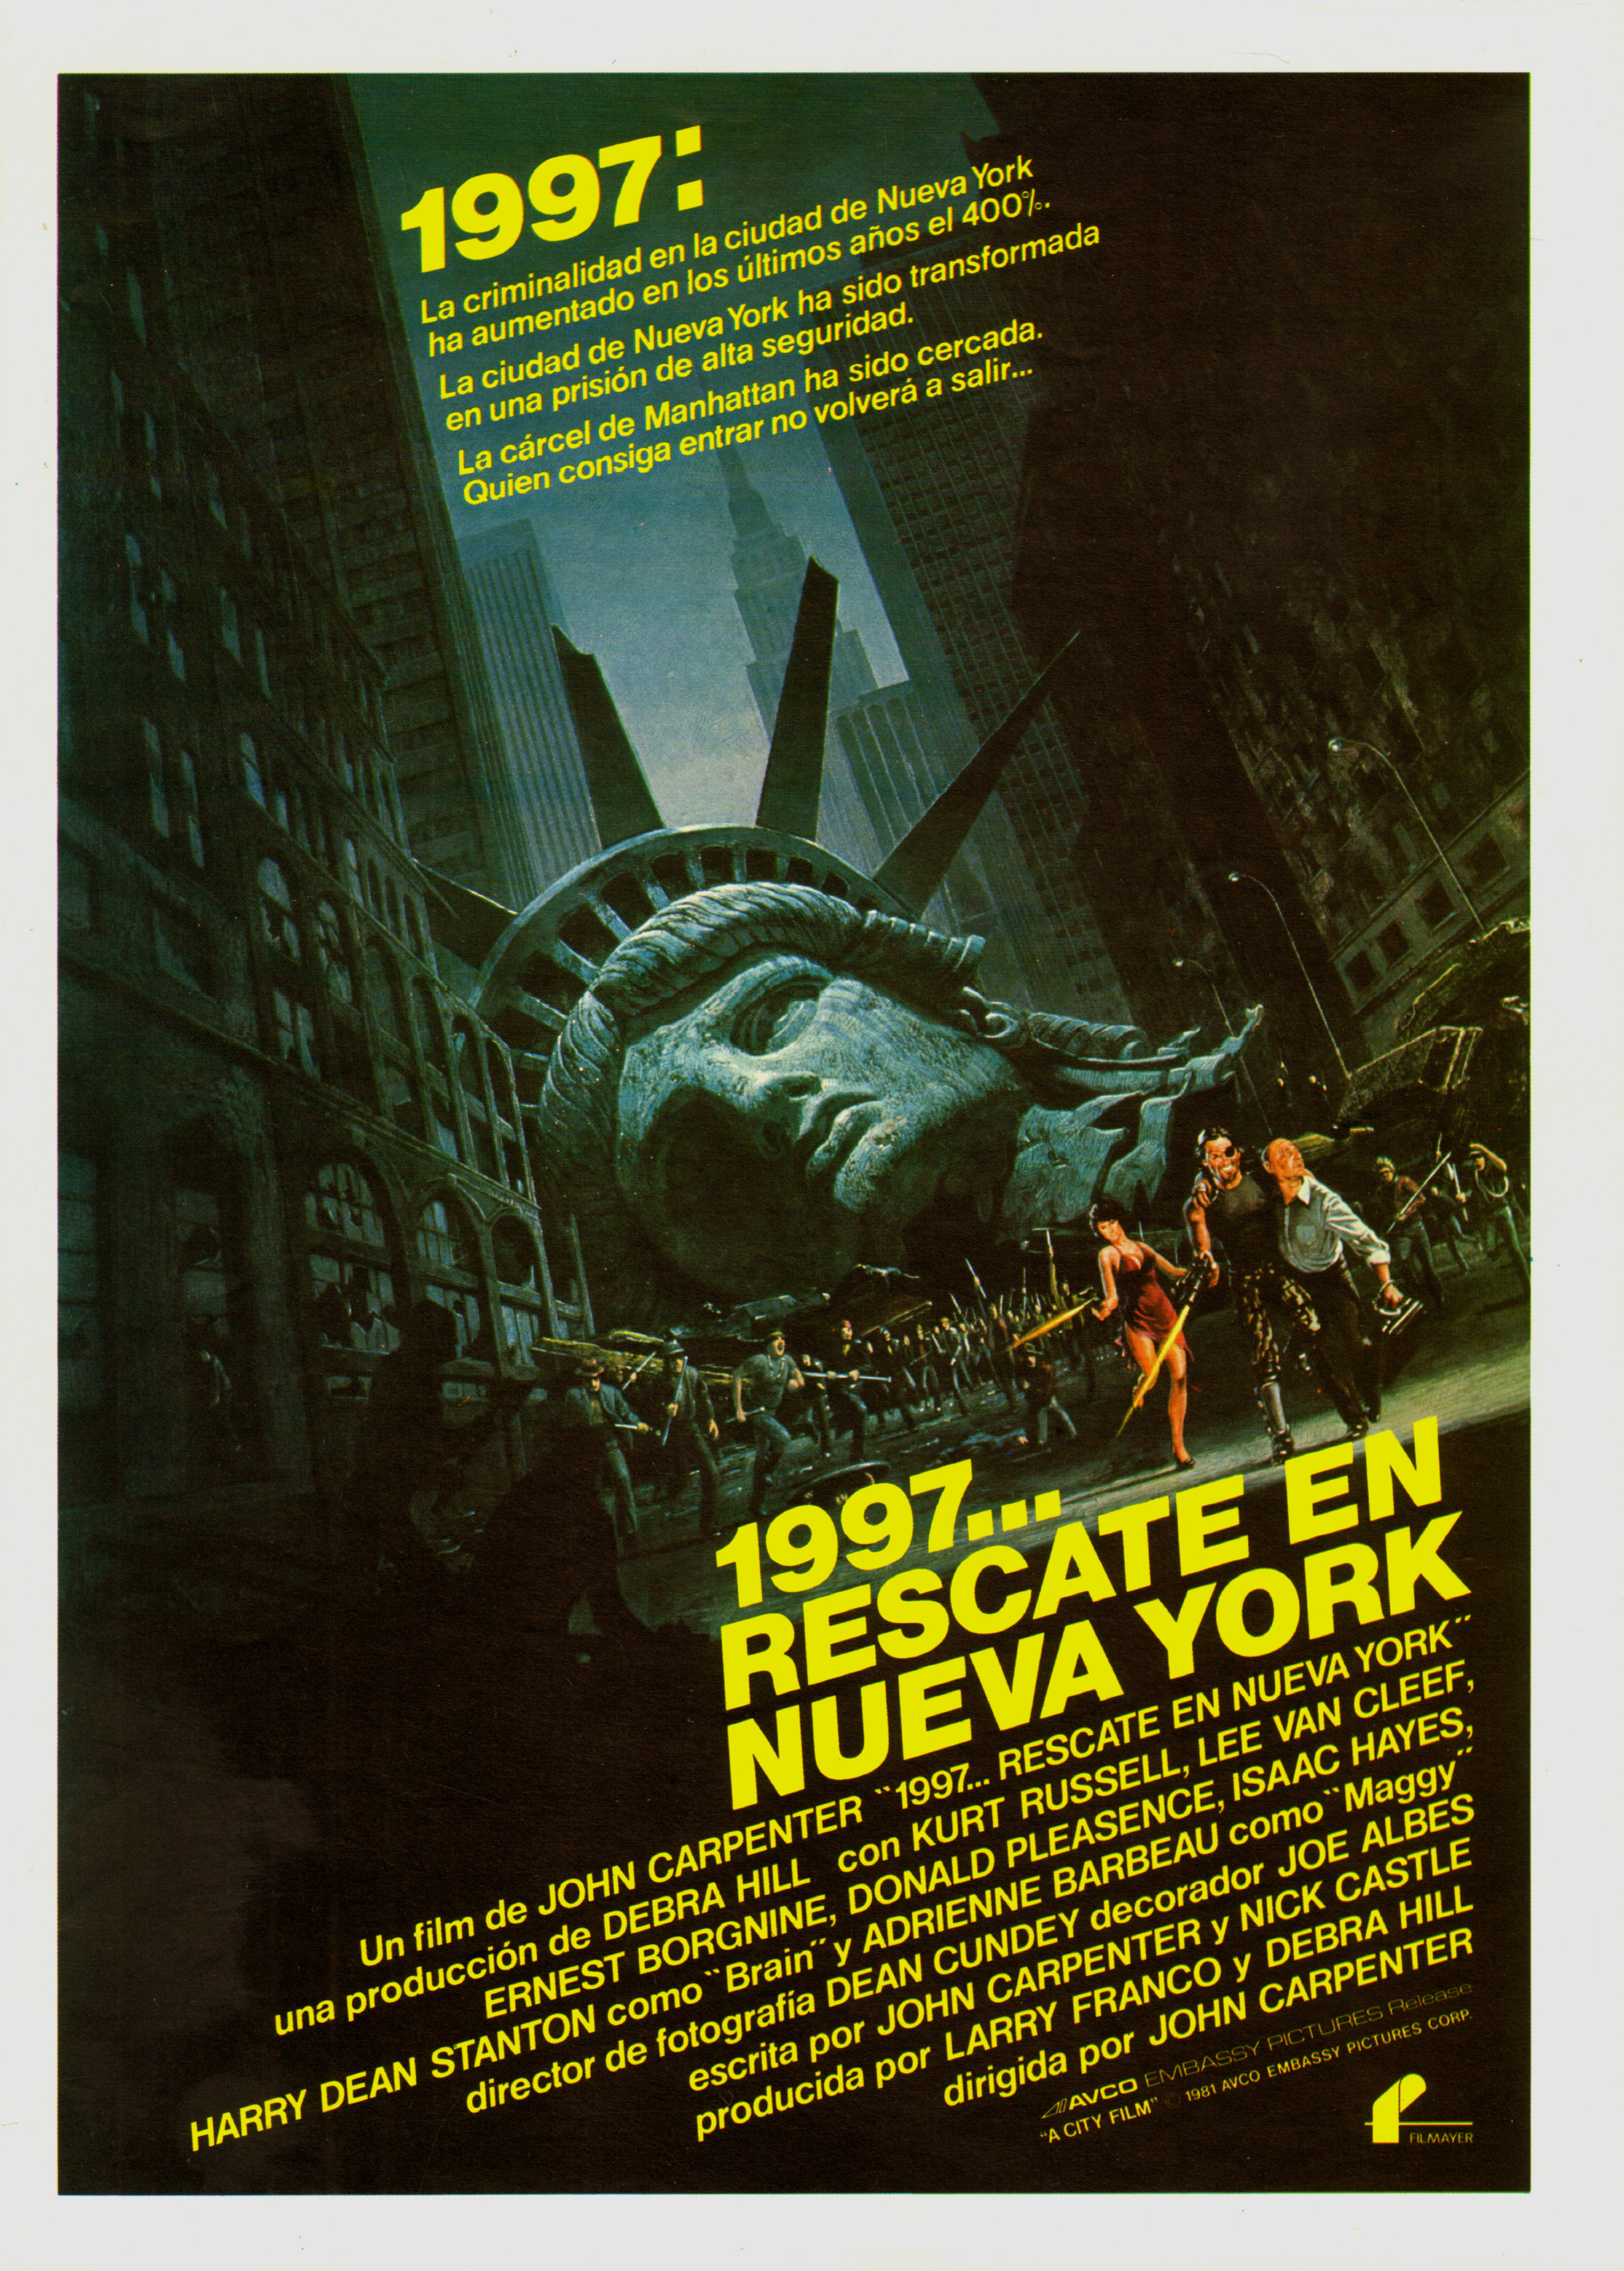 1997:
La criminalidad en la ciudad de Nueva York
ha aumentado en los últimos años el 400%.
La ciudad de Nueva York ha sido transformada
en una prisión de alta seguridad.
La cárcel de Manhattan ha sido cercada.
Quien consiga entrar no volverá a salir...
1997...
RESCATE EN
NUEVA YORK
Un film de JOHN CARPENTER "1997... RESCATE EN NUEVA YORK"
una producción de DEBRA HILL con KURT RUSSELL, LEE VAN CLEEF,
ERNEST BORGNINE, DONALD PLEASENCE, ISAAC HAYES,
HARRY DEAN STANTON como "Brain" y ADRIENNE BARBEAU como "Maggy"
director de fotografía DEAN CUNDEY decorador JOE ALBES
escrita por JOHN CARPENTER y NICK CASTLE
producida por LARRY FRANCO y DEBRA HILL
dirigida por JOHN CARPENTER
AVCO EMBASSY PICTURES Release
"A CITY FILM" © 1981 AVCO EMBASSY PICTURES CORP.
FILMAYER